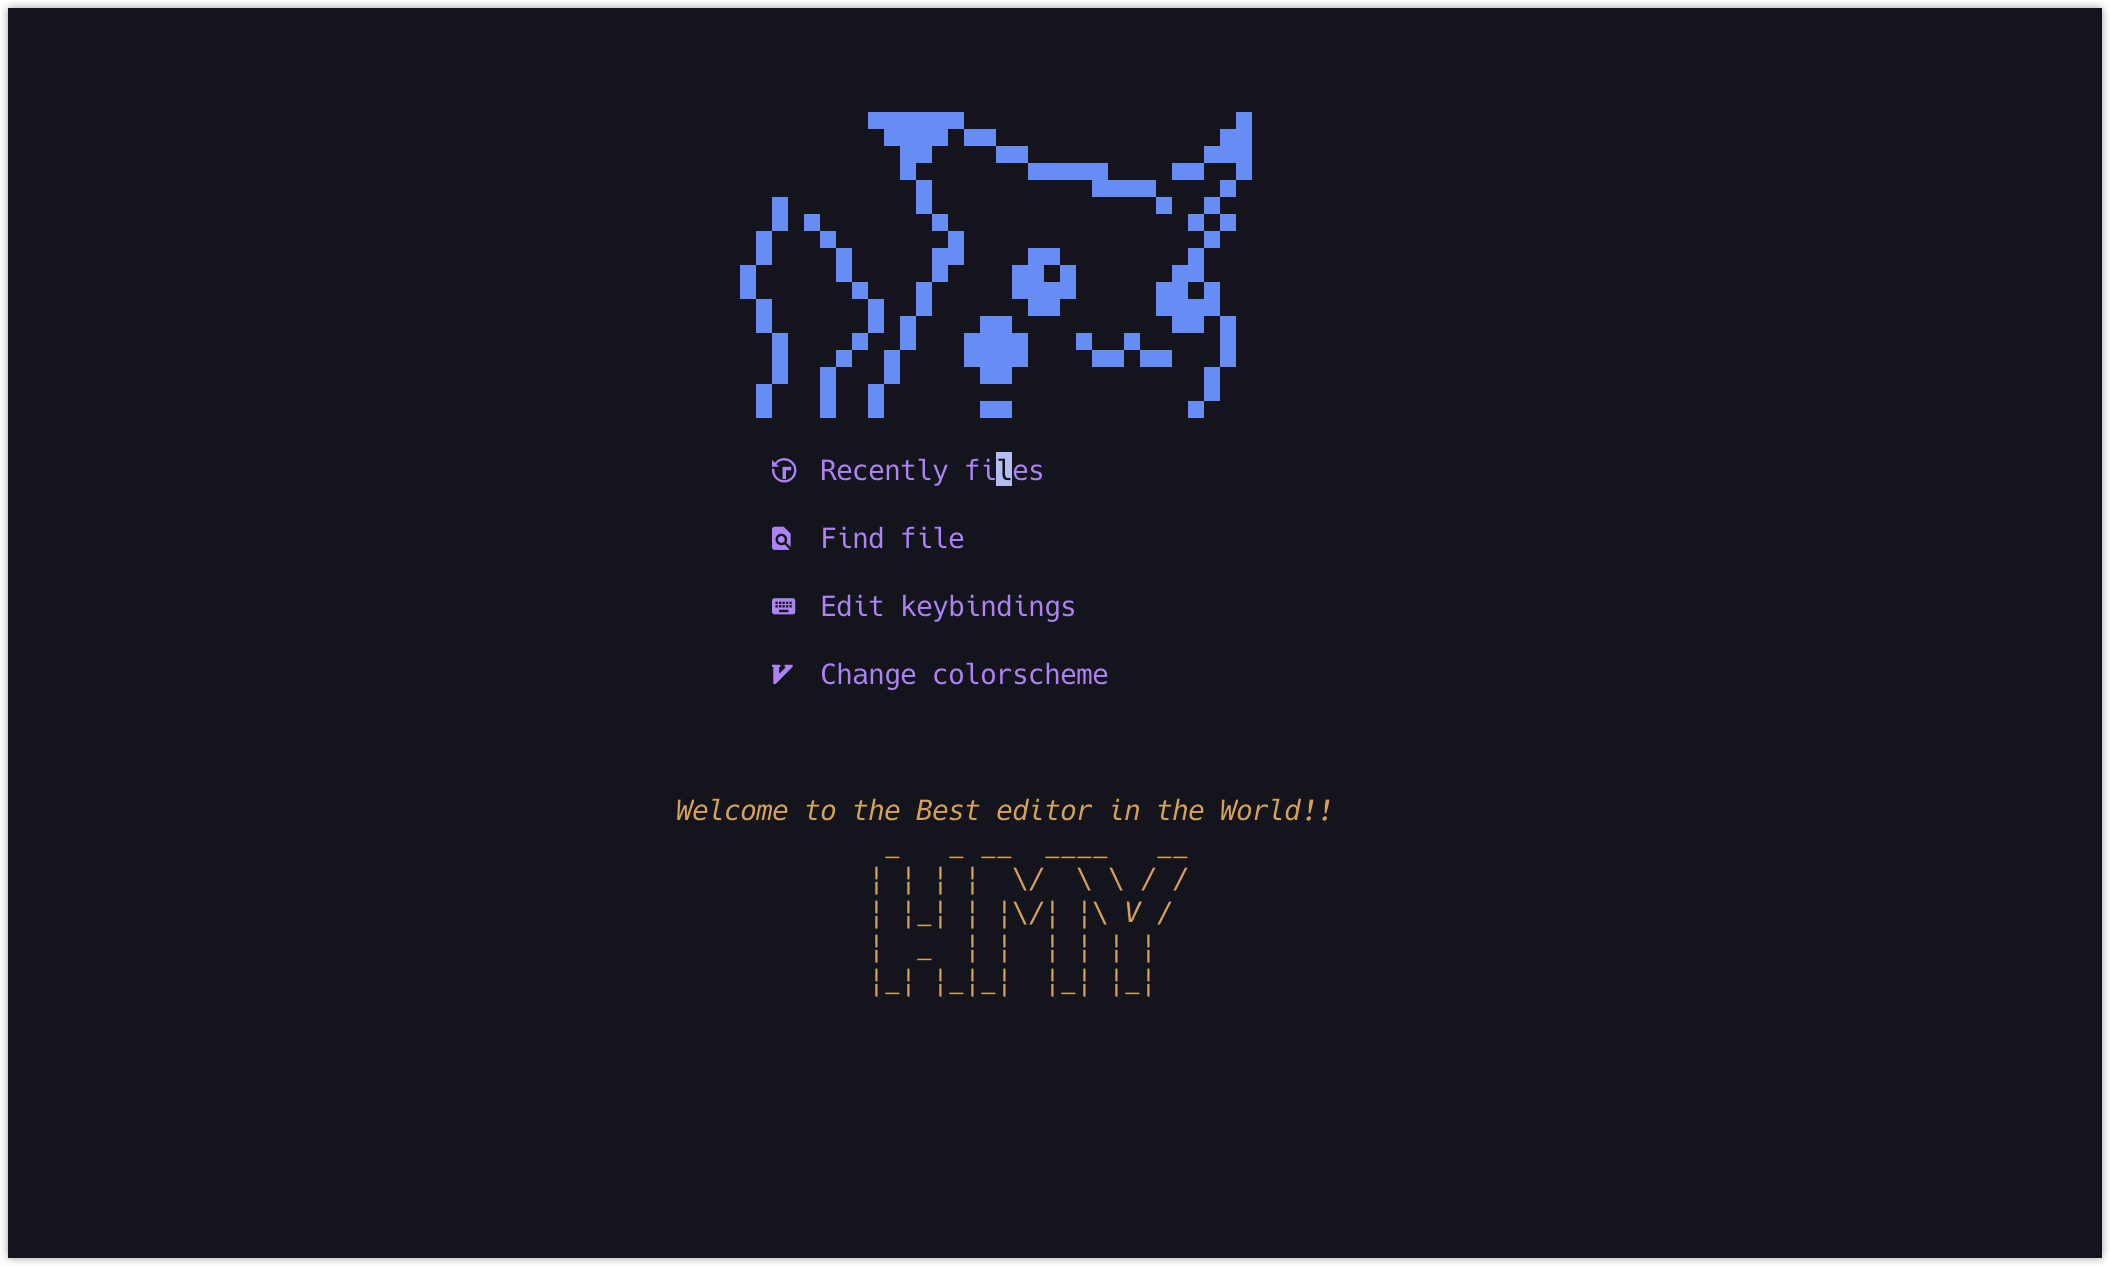 Recently files
Find file
Edit keybindings
Change colorscheme
Welcome to the Best editor in the World!!
HMY